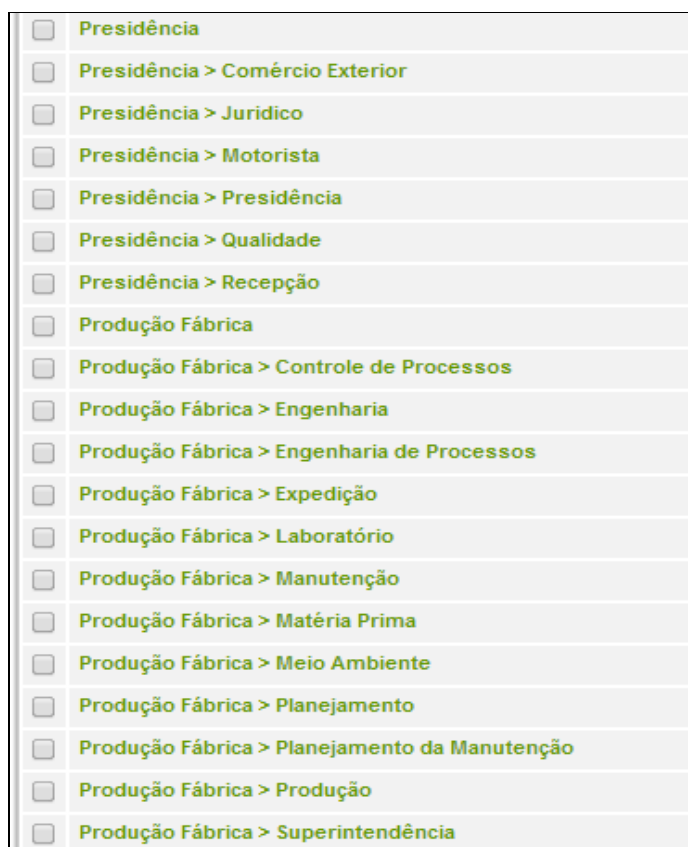 Presidência
Presidência > Comércio Exterior
Presidência > Juridico
Presidência > Motorista
Presidência > Presidência
Presidência > Qualidade
Presidência > Recepção
Produção Fábrica
Produção Fábrica > Controle de Processos
Produção Fábrica > Engenharia
Produção Fábrica > Engenharia de Processos
Produção Fábrica > Expedição
Produção Fábrica > Laboratório
Produção Fábrica > Manutenção
Produção Fábrica > Matéria Prima
Produção Fábrica > Meio Ambiente
Produção Fábrica > Planejamento
Produção Fábrica > Planejamento da Manutenção
Produção Fábrica > Produção
Produção Fábrica > Superintendência